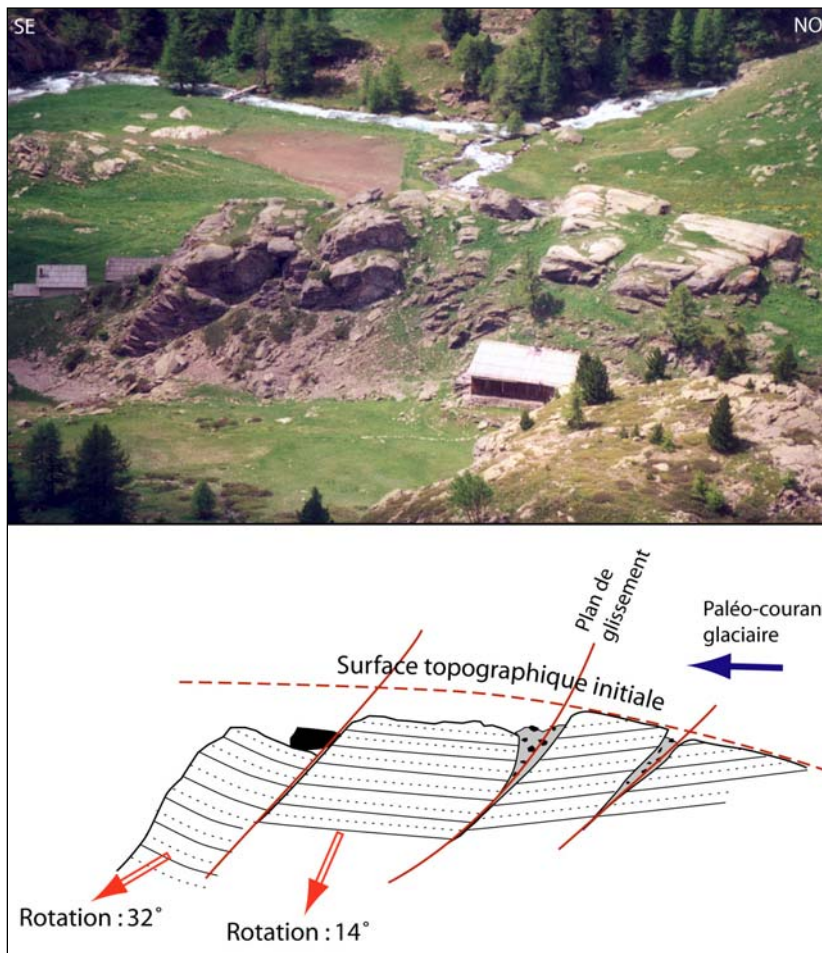 SE
NO
Plan de
glissement
Paléo-couran
glaciaire
Surface topographique initiale
Rotation : 32°
Rotation : 14°